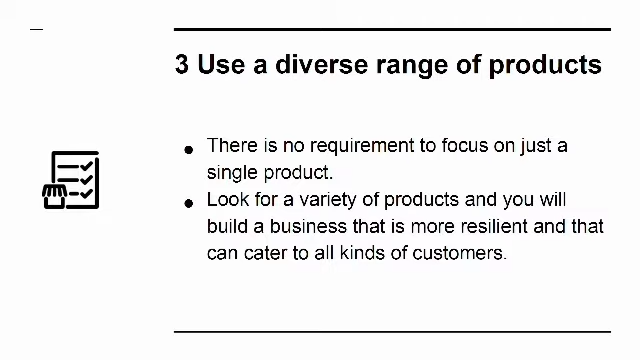 3 Use a diverse range of products
● There is no requirement to focus on just a
single product.
● Look for a variety of products and you will
build a business that is more resilient and that
can cater to all kinds of customers.